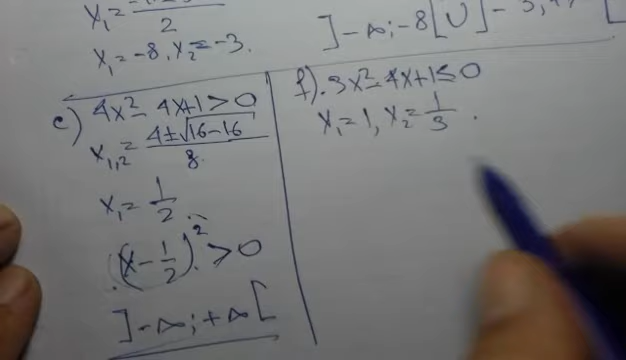 2
x₁=-8, x₂=-3.
]-∞;-8[ U ]-3;+∞[
e) 4x²-4x+1>0
x₁,₂= 4±√16-16
8
x₁= 1/2
(x-1/2)²>0
]-∞;+∞[
f). 3x²-4x+1≤0
x₁=1, x₂=1/3.